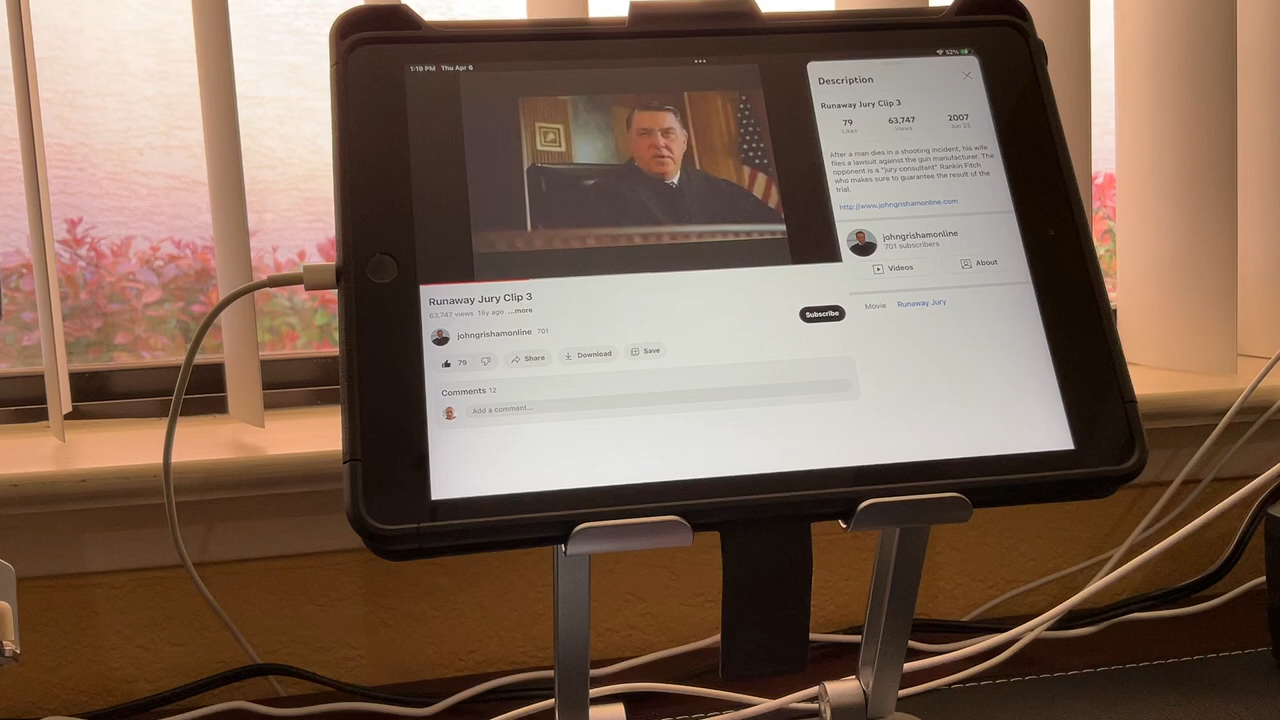 1:19 PM Thu Apr 6
92%
Description
Runaway Jury Clip 3
79 63,747 2007
Likes Views Jun 23
After a man dies in a shooting incident, his wife
files a lawsuit against the gun manufacturer. The
opponent is a "jury consultant" Rankin Fitch
who makes sure to guarantee the result of the
trial.
http://www.johngrishamonline.com
johngrishamonline
701 subscribers
Videos About
Movie Runaway Jury
Runaway Jury Clip 3
63,747 views 15y ago ...more
johngrishamonline 701
Subscribe
79 Share Download Save
Comments 12
Add a comment...